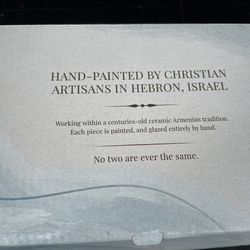 HAND-PAINTED BY CHRISTIAN
ARTISANS IN HEBRON, ISRAEL
Working within a centuries-old ceramic Armenian tradition.
Each piece is painted, and glazed entirely by hand.
No two are ever the same.